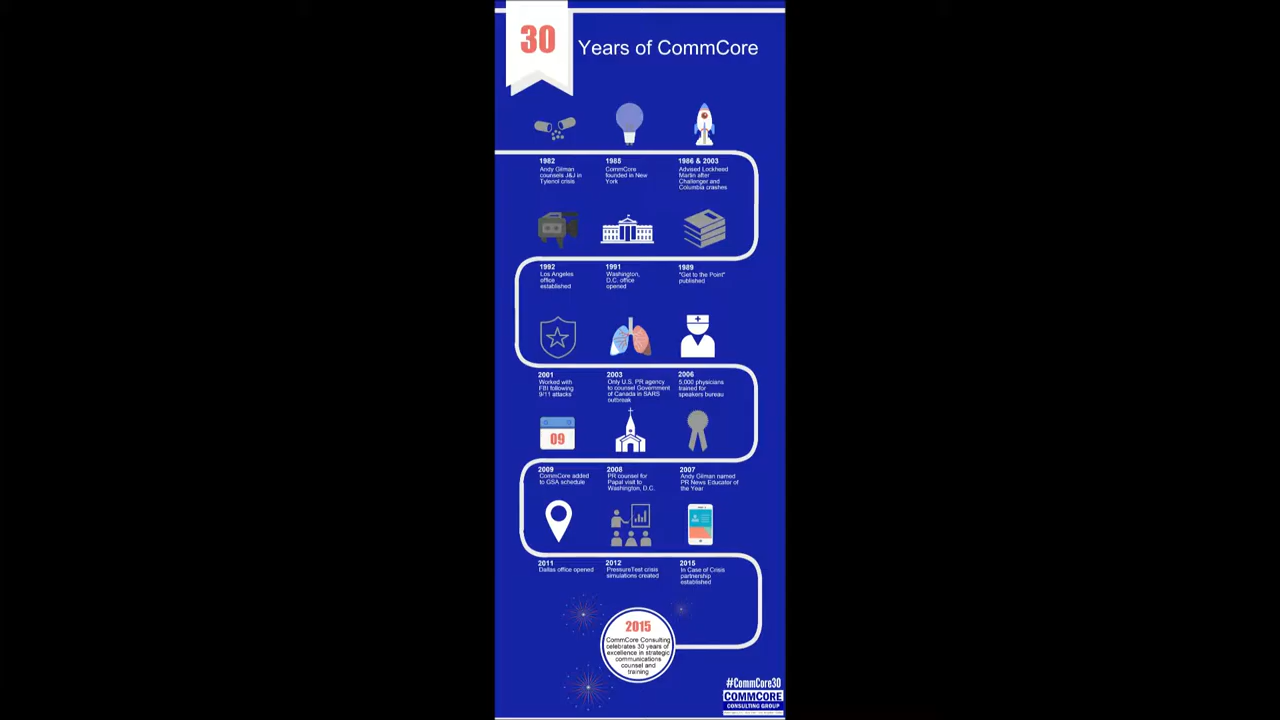 30
Years of CommCore
1982
Andy Gilman
counsels J&J in
Tylenol crisis
1985
CommCore
founded in New
York
1986 & 2003
Advised Lockheed
Martin after
Challenger and
Columbia crashes
1992
Los Angeles
office
established
1991
Washington,
D.C. office
opened
1989
"Get to the Point"
published
2001
Worked with
FBI following
9/11 attacks
2003
Only U.S. PR agency
to counsel Government
of Canada in SARS
outbreak
2006
5,000 physicians
trained for
speakers bureau
09
2009
CommCore added
to GSA schedule
2008
PR counsel for
Papal visit to
Washington, D.C.
2007
Andy Gilman named
PR News Educator of
the Year
2011
Dallas office opened
2012
PressureTest crisis
simulations created
2015
In Case of Crisis
partnership
established
2015
CommCore Consulting
celebrates 30 years of
excellence in strategic
communications
counsel and
training
#CommCore30
COMMCORE
CONSULTING GROUP